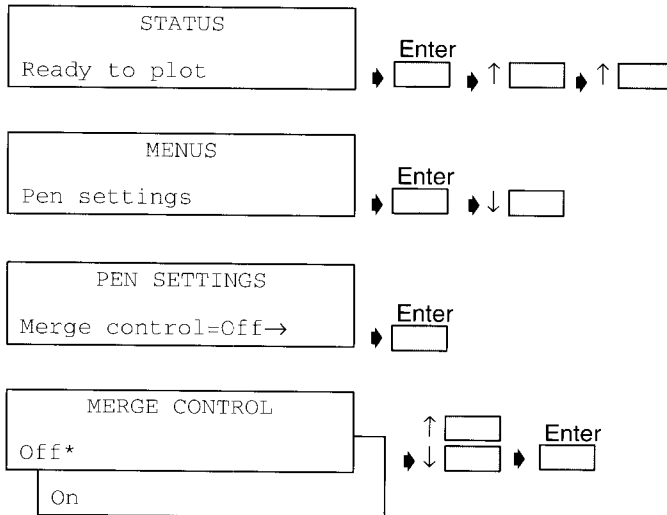 STATUS
Ready to plot
Enter
↑ ↑
MENUS
Pen settings
Enter
↓
PEN SETTINGS
Merge control=Off→
Enter
MERGE CONTROL
Off*
On
↑
↓
Enter